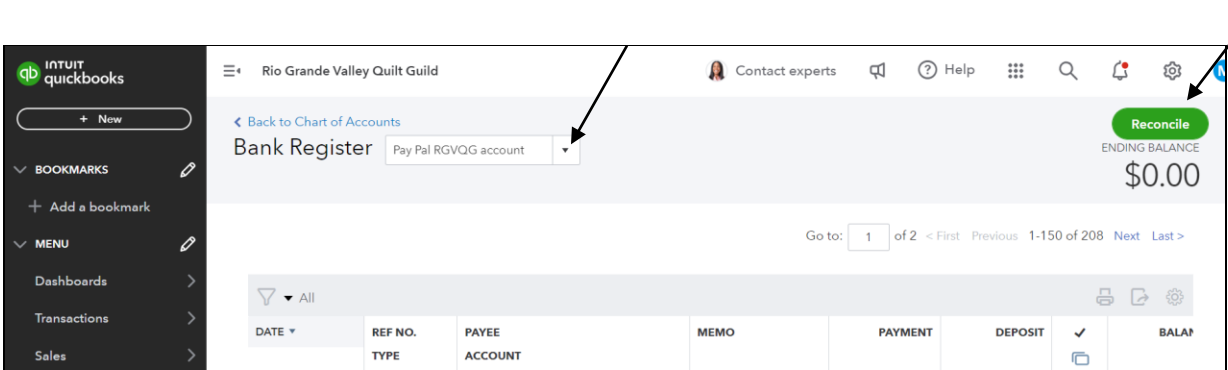 INTUIT
quickbooks
Rio Grande Valley Quilt Guild
Contact experts
Help
+ New
< Back to Chart of Accounts
Bank Register
Pay Pal RGVQG account
Reconcile
ENDING BALANCE
$0.00
BOOKMARKS
+ Add a bookmark
MENU
Dashboards
Transactions
Sales
Go to: 1 of 2 < First Previous 1-150 of 208 Next Last >
All
DATE REF NO. PAYEE MEMO PAYMENT DEPOSIT ✓ BALAN
TYPE ACCOUNT